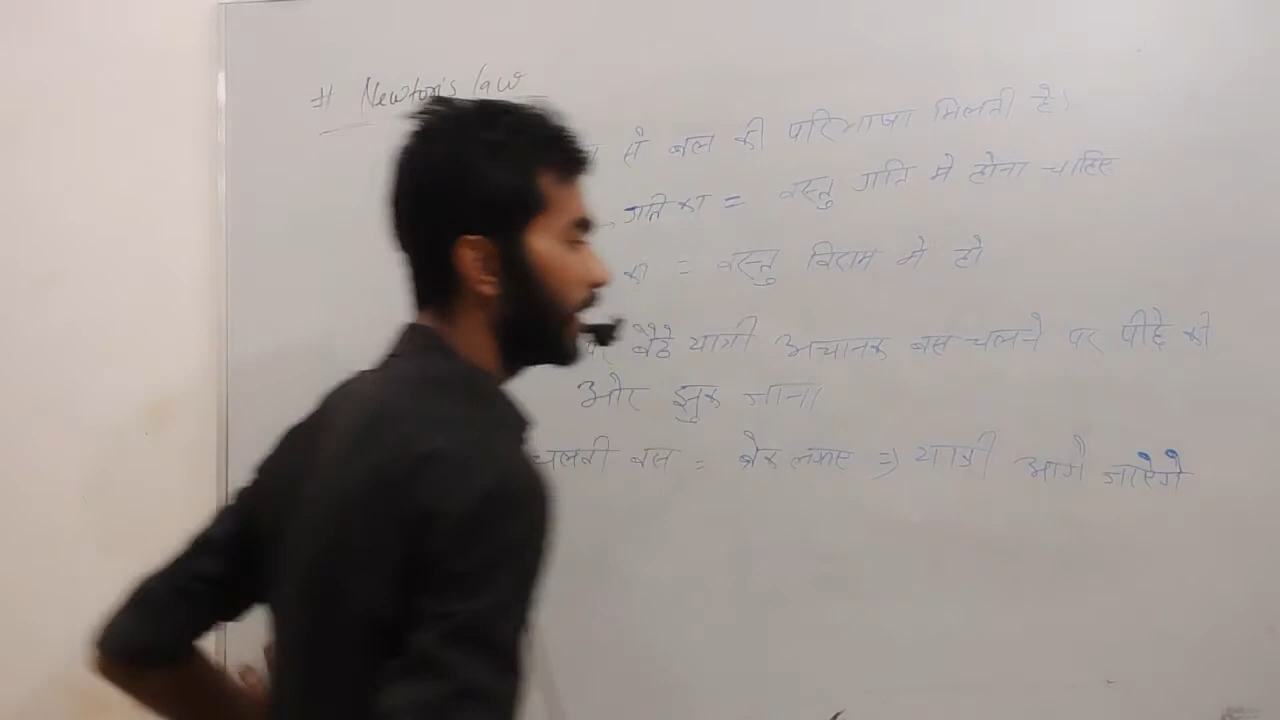 # Newton's law
से बल की परिभाषा मिलती है।
गति का = वस्तु गति मे होना चाहिए
का = वस्तु विराम मे हो
पर बैठे यात्री अचानक बस चलने पर पीछे की
ओर झुक जाना
चलती बस = ब्रेक लगाए => यात्री आगे जाऐगे